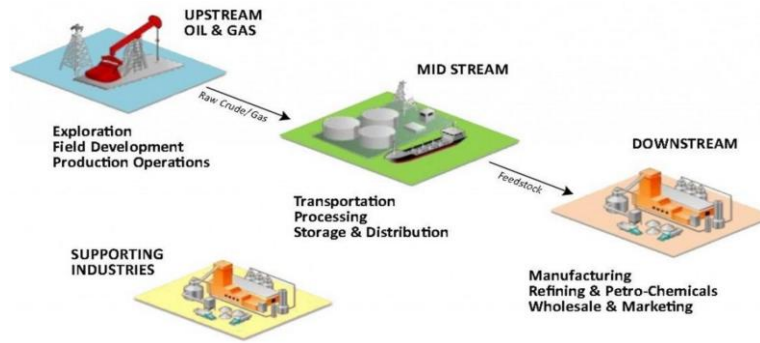 UPSTREAM
OIL & GAS
Raw Crude/Gas
Exploration
Field Development
Production Operations
MID STREAM
Feedstock
Transportation
Processing
Storage & Distribution
DOWNSTREAM
Manufacturing
Refining & Petro-Chemicals
Wholesale & Marketing
SUPPORTING
INDUSTRIES